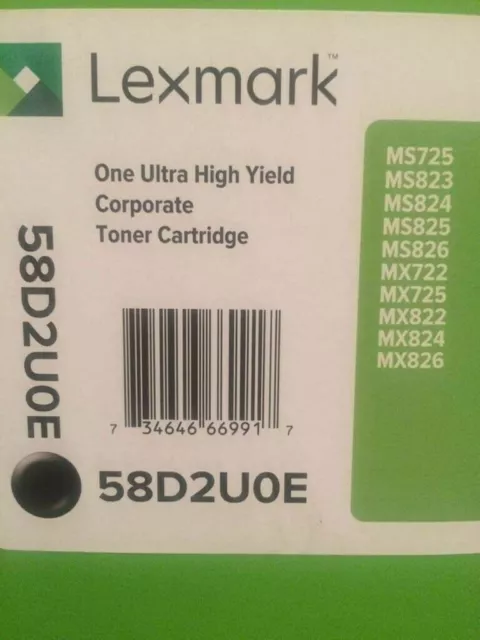 Lexmark™
One Ultra High Yield
Corporate
Toner Cartridge
58D2U0E
7 34646 66991 7
58D2U0E
MS725
MS823
MS824
MS825
MS826
MX722
MX725
MX822
MX824
MX826